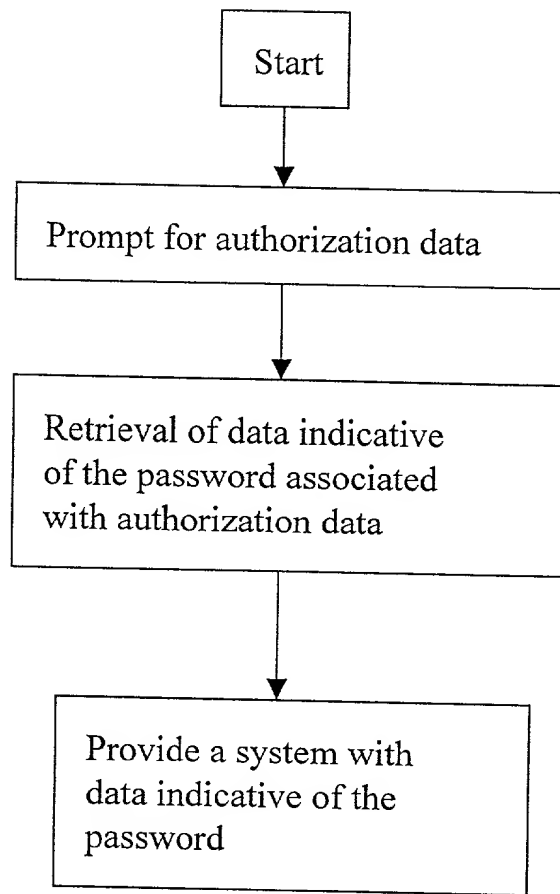 Start
Prompt for authorization data
Retrieval of data indicative
of the password associated
with authorization data
Provide a system with
data indicative of the
password